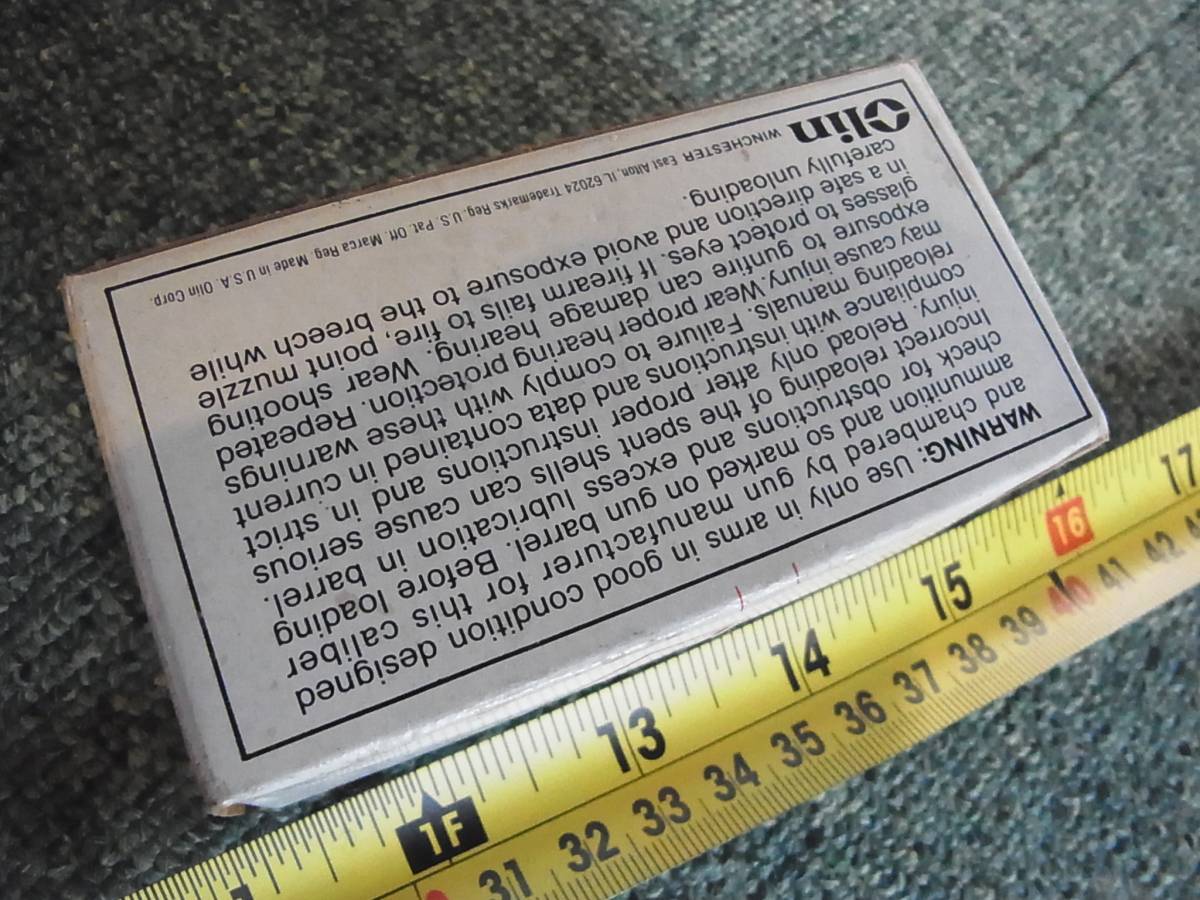 WARNING: Use only in arms in good condition designed
and chambered by gun manufacturer for this caliber
ammunition and so marked on gun barrel. Before loading
check for obstructions and excess lubrication in barrel.
Incorrect reloading of the spent shells can cause serious
injury. Reload only after proper instructions and in strict
compliance with instructions and data contained in current
reloading manuals. Failure to comply with these warnings
may cause injury. Wear proper hearing protection. Repeated
exposure to gunfire can damage hearing. Wear shooting
glasses to protect eyes. If firearm fails to fire, point muzzle
in a safe direction and avoid exposure to the breech while
carefully unloading.
Olin WINCHESTER East Alton, IL 62024 Trademarks Reg. U.S. Pat. Off. Marca Reg. Made in U.S.A. Olin Corp.
1F 13 14 15 16 17
31 32 33 34 35 36 37 38 39 40 41 42